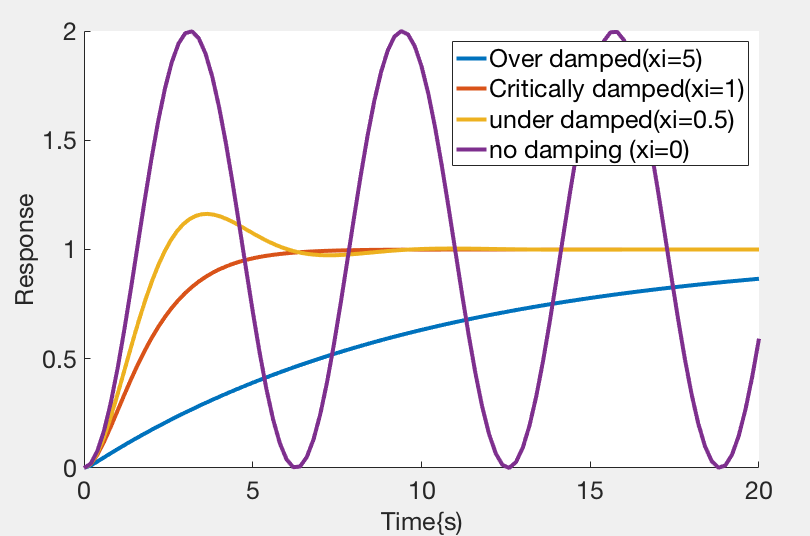 2
1.5
1
0.5
0
Response
0
5
10
15
20
Time{s)
Over damped(xi=5)
Critically damped(xi=1)
under damped(xi=0.5)
no damping (xi=0)